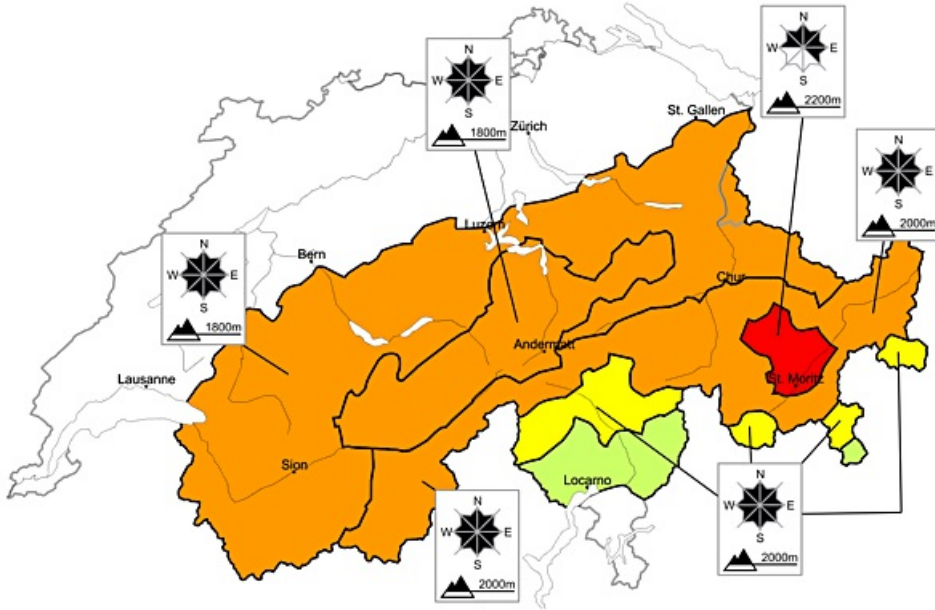 N
W E
S
1800m
N
W E
S
2200m
St. Gallen
Zürich
N
W E
S
2000m
Luzern
N
W E
S
1800m
Bern
Chur
Andermatt
Lausanne
St. Moritz
Sion
Locarno
N
W E
S
2000m
N
W E
S
2000m